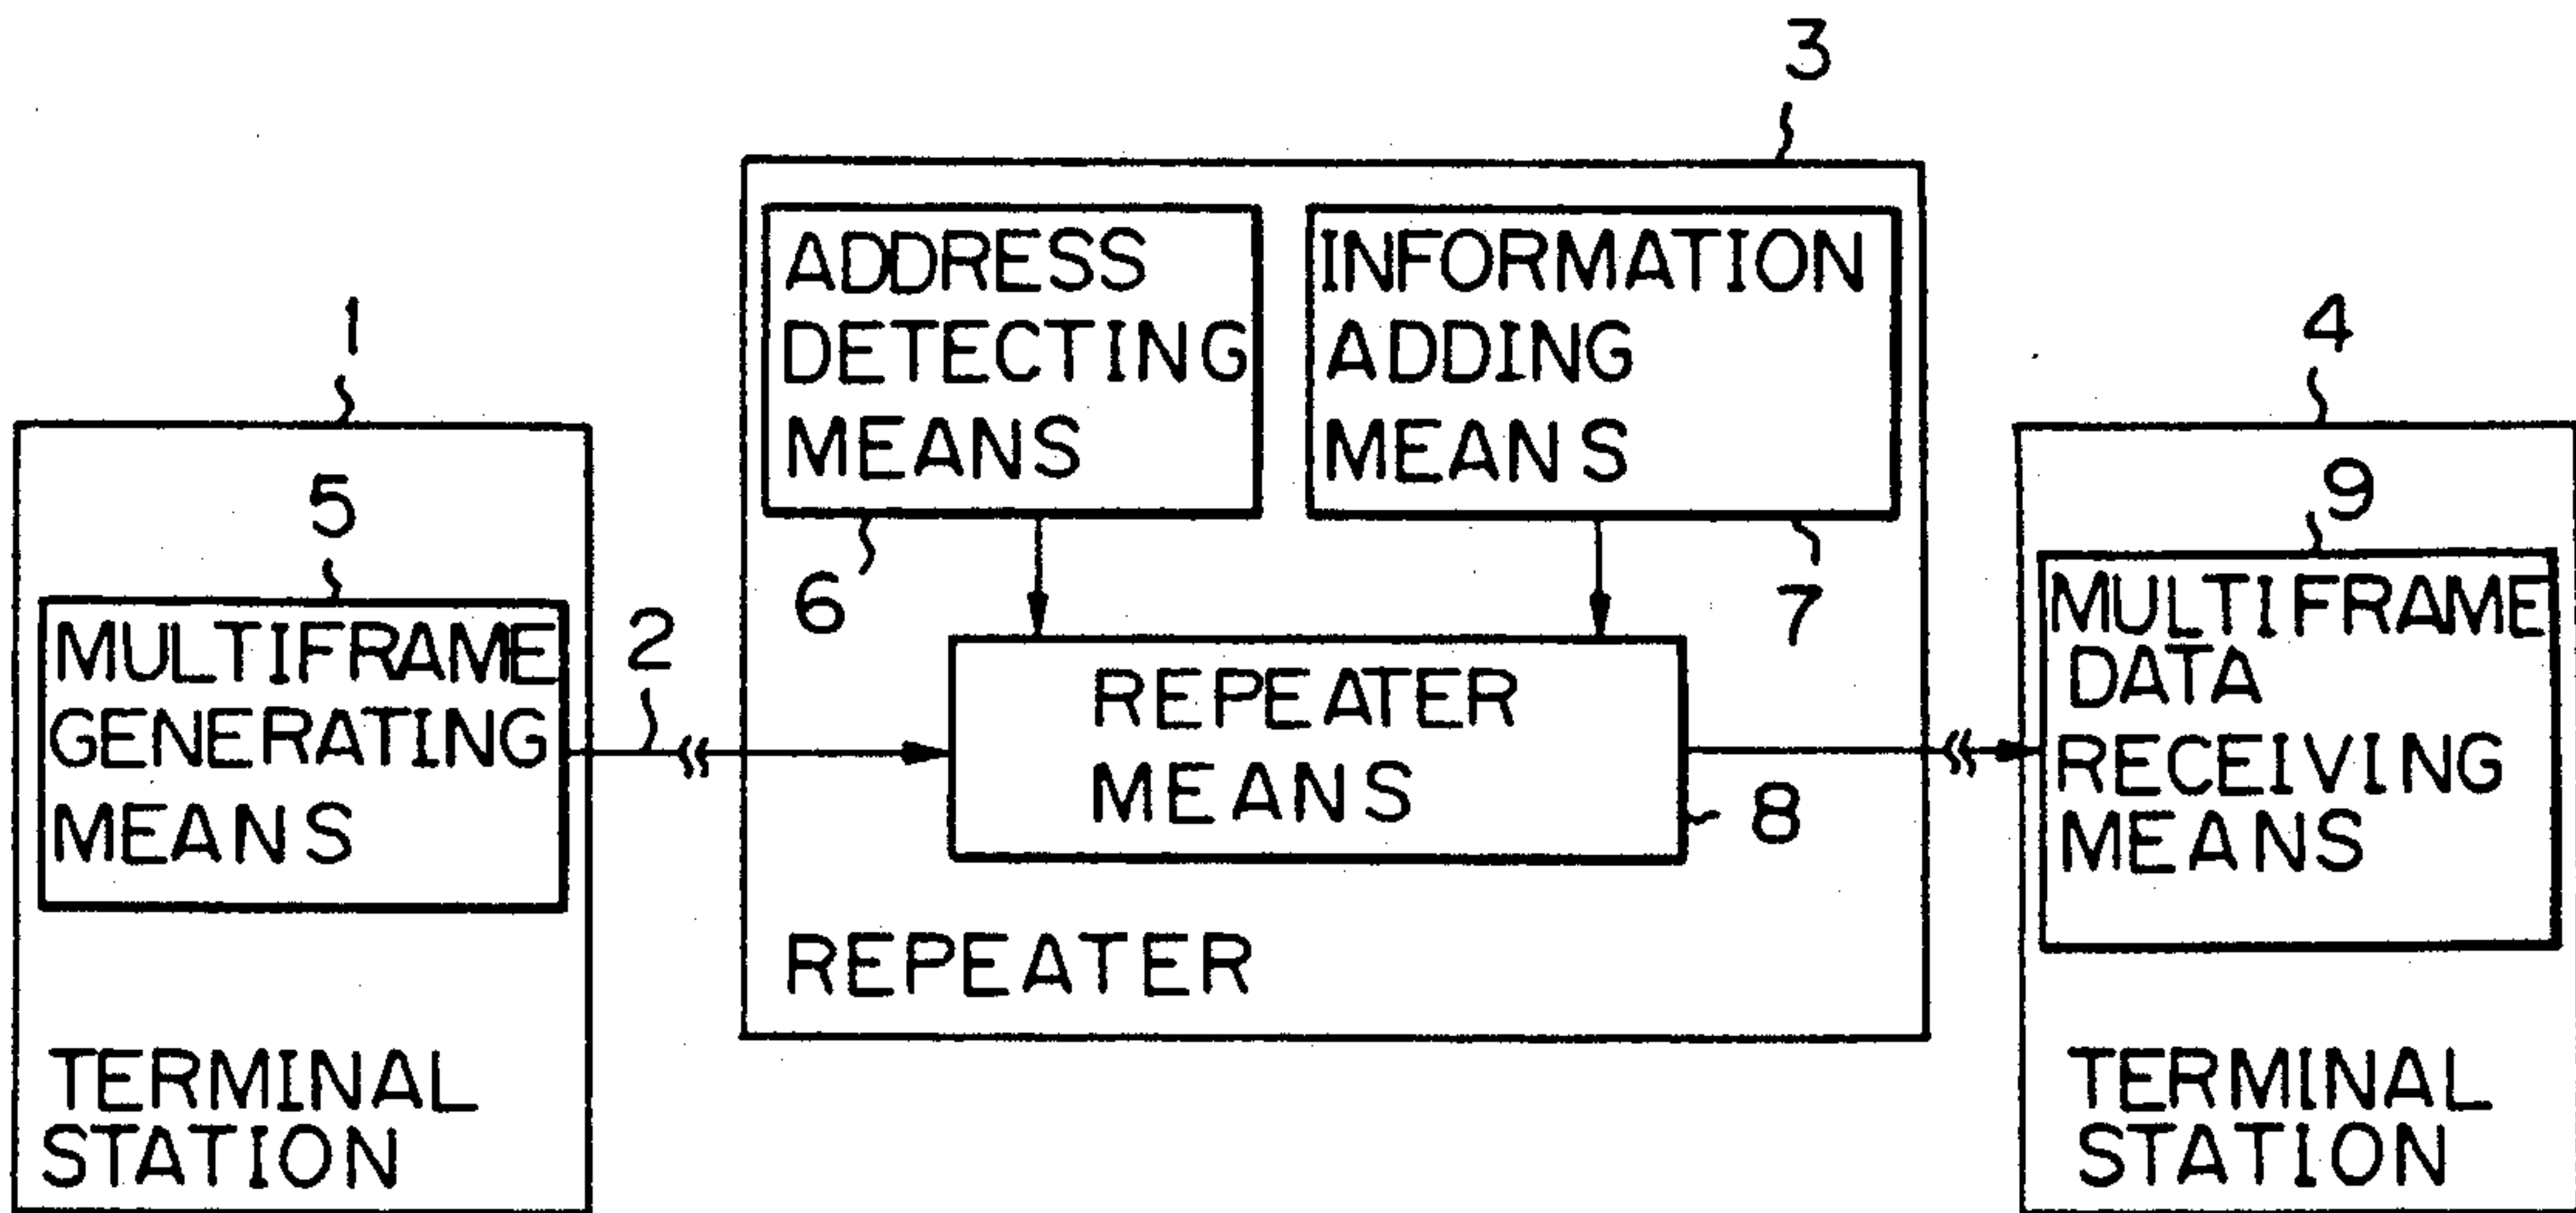 1
5
MULTIFRAME
GENERATING
MEANS
TERMINAL
STATION
2
3
ADDRESS
DETECTING
MEANS
6
INFORMATION
ADDING
MEANS
7
REPEATER
MEANS
8
REPEATER
4
9
MULTIFRAME
DATA
RECEIVING
MEANS
TERMINAL
STATION